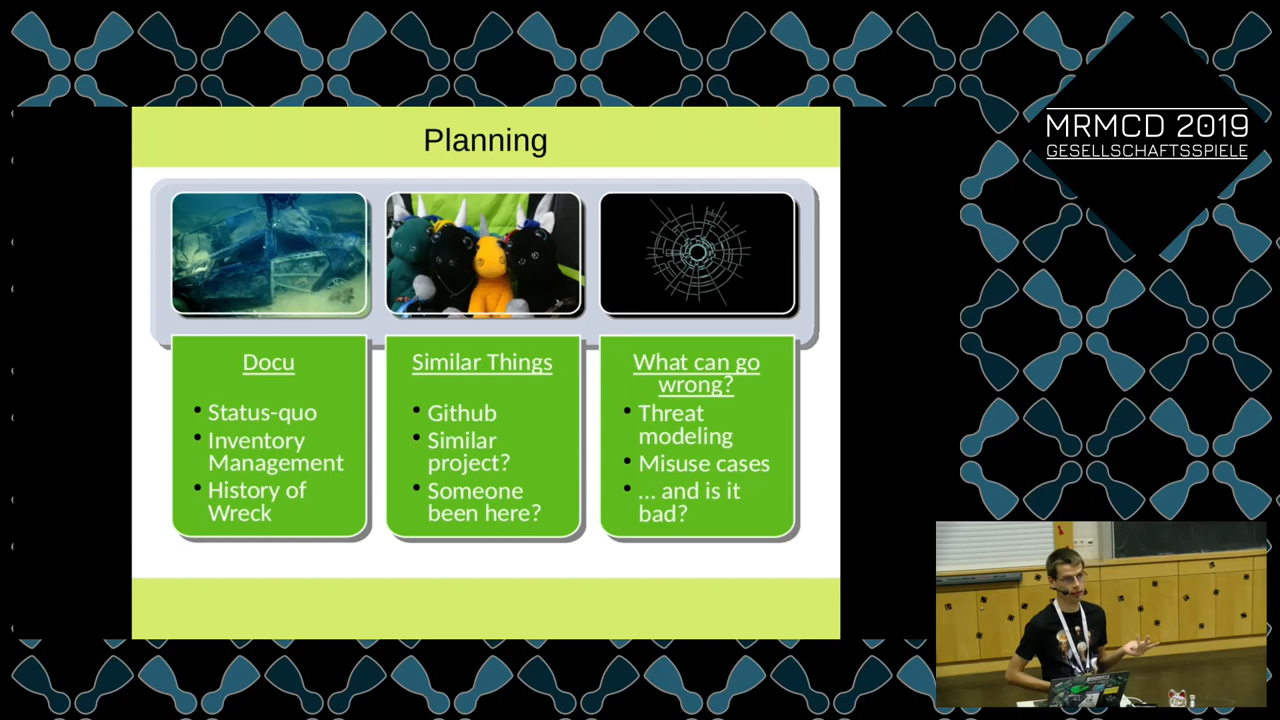 MRMCD 2019
GESELLSCHAFTSSPIELE
Planning
Docu
• Status-quo
• Inventory
Management
• History of
Wreck
Similar Things
• Github
• Similar
project?
• Someone
been here?
What can go
wrong?
• Threat
modeling
• Misuse cases
• ... and is it
bad?